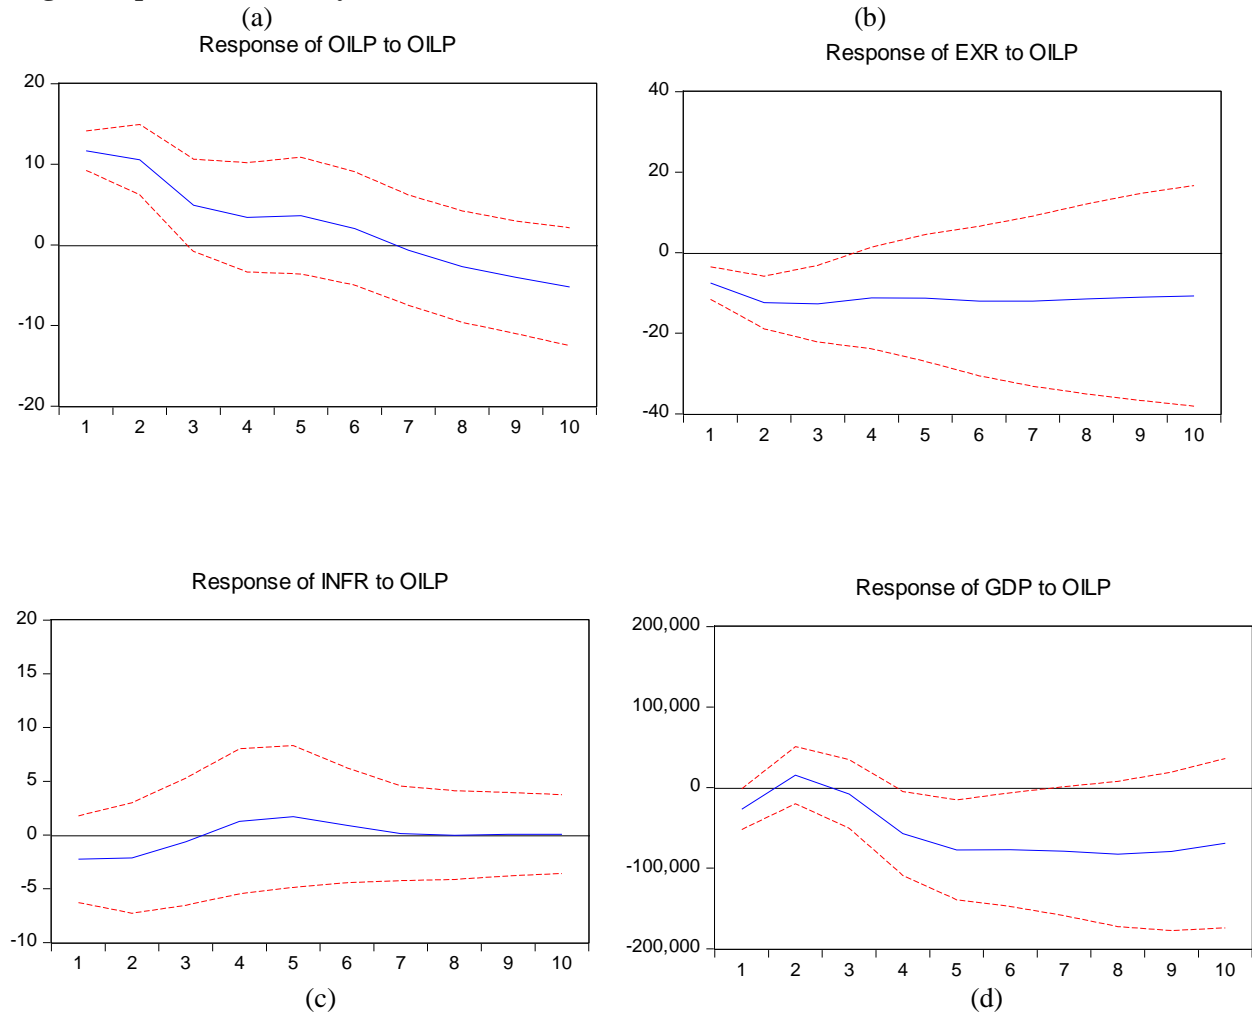 (a)
(b)
Response of OILP to OILP
20
10
0
-10
-20
1 2 3 4 5 6 7 8 9 10
Response of EXR to OILP
40
20
0
-20
-40
1 2 3 4 5 6 7 8 9 10
Response of INFR to OILP
20
15
10
5
0
-5
-10
1 2 3 4 5 6 7 8 9 10
(c)
Response of GDP to OILP
200,000
100,000
0
-100,000
-200,000
1 2 3 4 5 6 7 8 9 10
(d)